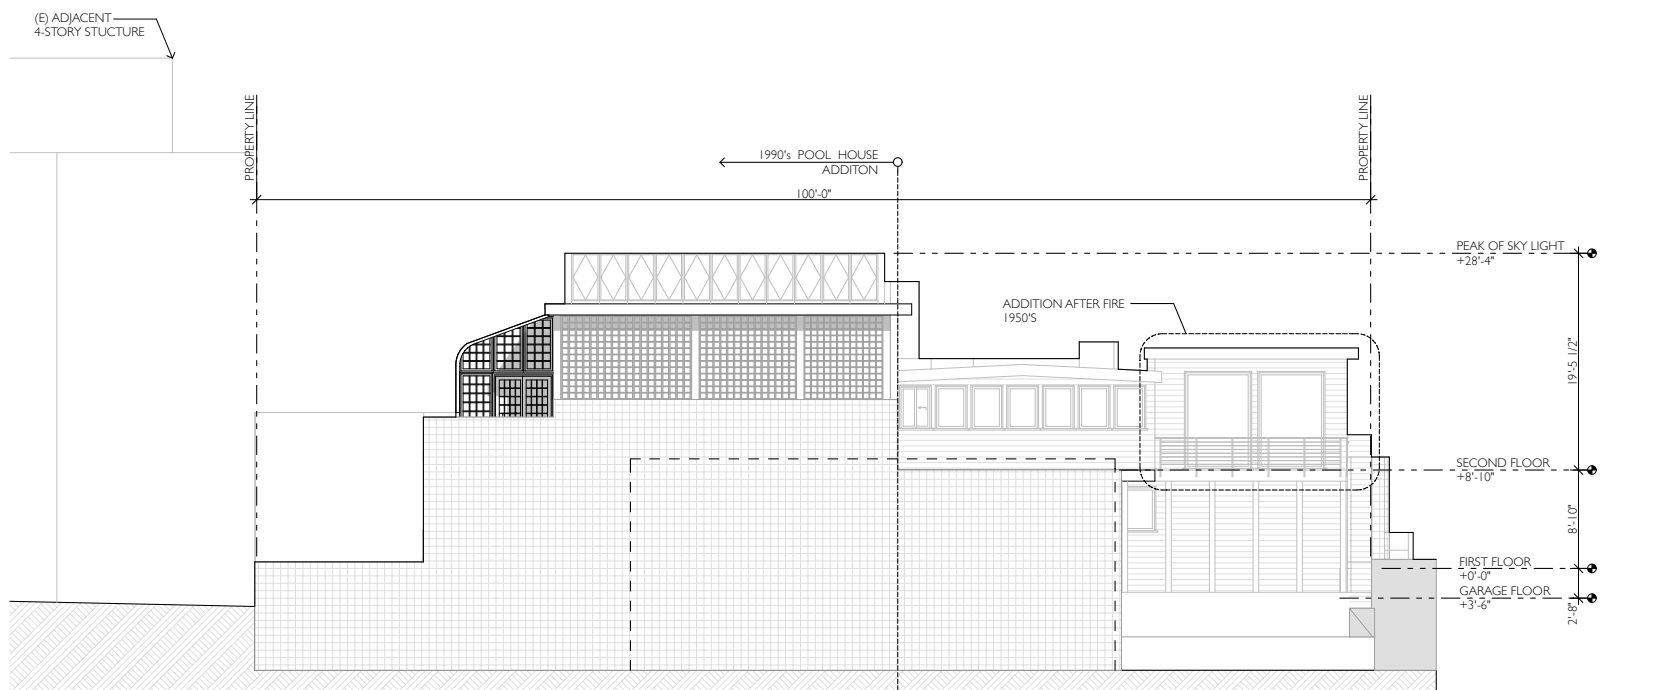 (E) ADJACENT
4-STORY STUCTURE
PROPERTY LINE
PROPERTY LINE
1990's POOL HOUSE
ADDITON
100'-0"
PEAK OF SKY LIGHT
+28'-4"
ADDITION AFTER FIRE
1950'S
19'-5 1/2"
SECOND FLOOR
+8'-10"
8'-10"
FIRST FLOOR
+0'-0"
GARAGE FLOOR
+3'-6"
2'-8"